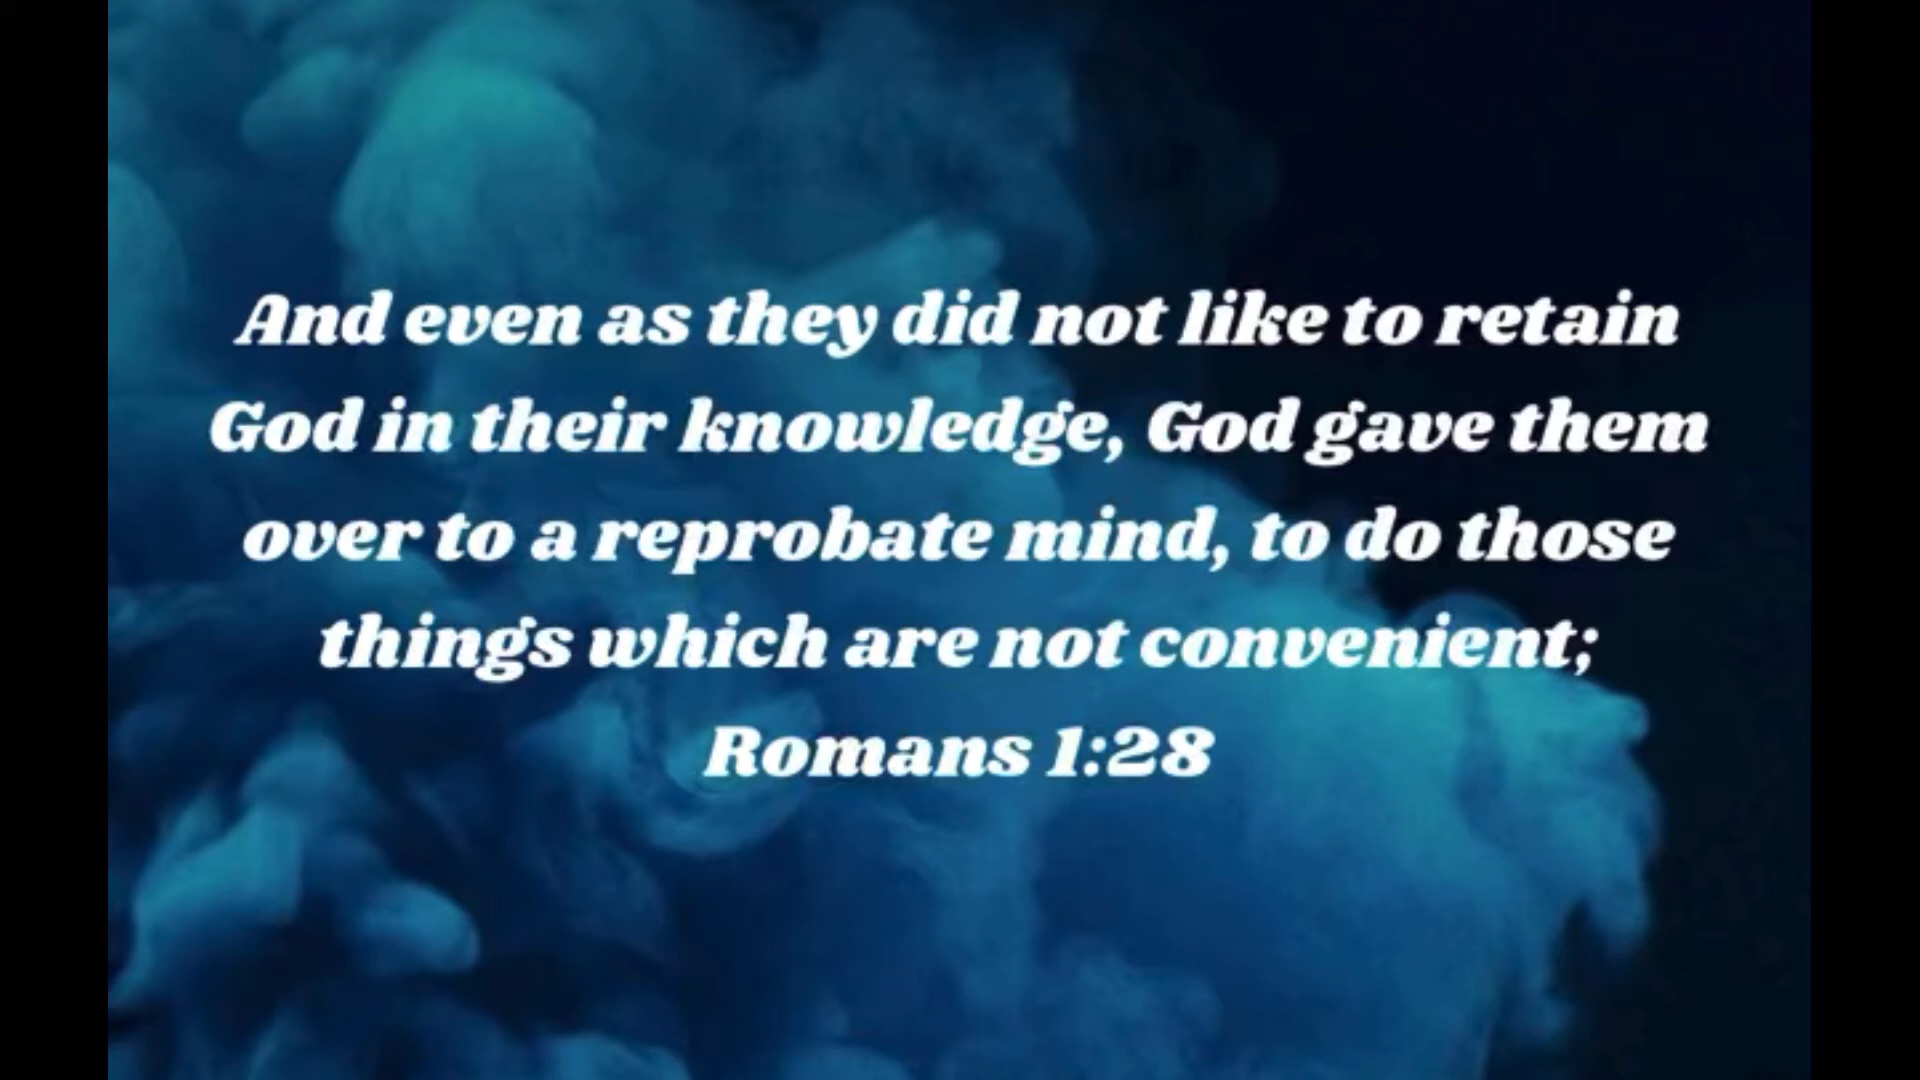 And even as they did not like to retain
God in their knowledge, God gave them
over to a reprobate mind, to do those
things which are not convenient;
Romans 1:28